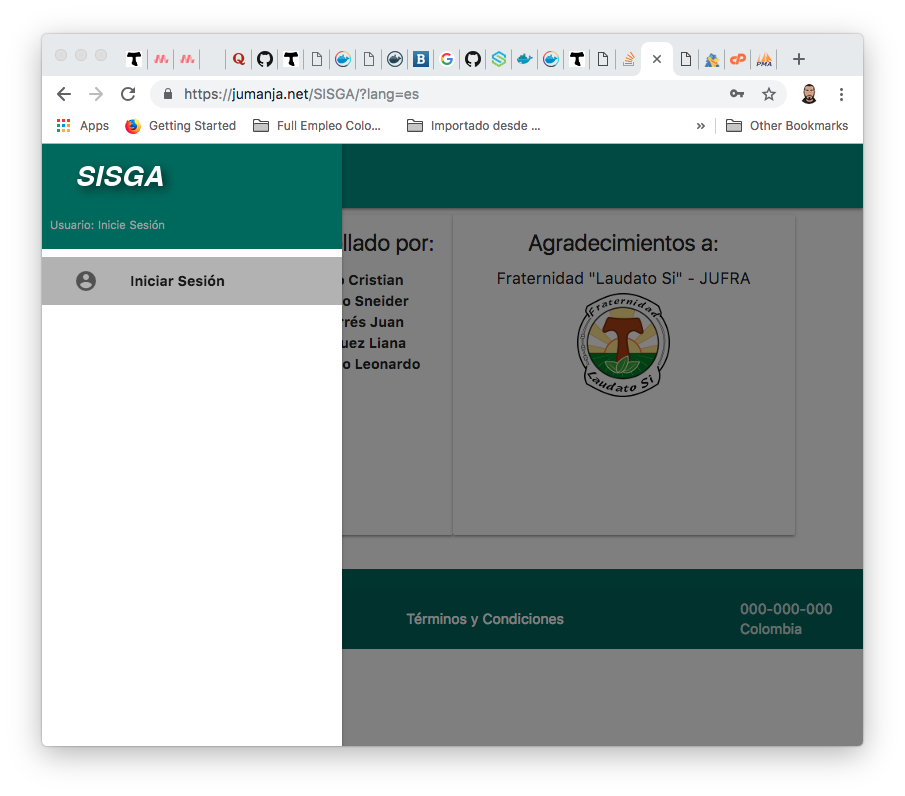 https://jumanja.net/SISGA/?lang=es
Apps
Getting Started
Full Empleo Colo...
Importado desde ...
»
Other Bookmarks
SISGA
Usuario: Inicie Sesión
Iniciar Sesión
llado por:
o Cristian
o Sneider
rrés Juan
uez Liana
o Leonardo
Agradecimientos a:
Fraternidad "Laudato Si" - JUFRA
Fraternidad
Laudato Si
Términos y Condiciones
000-000-000
Colombia